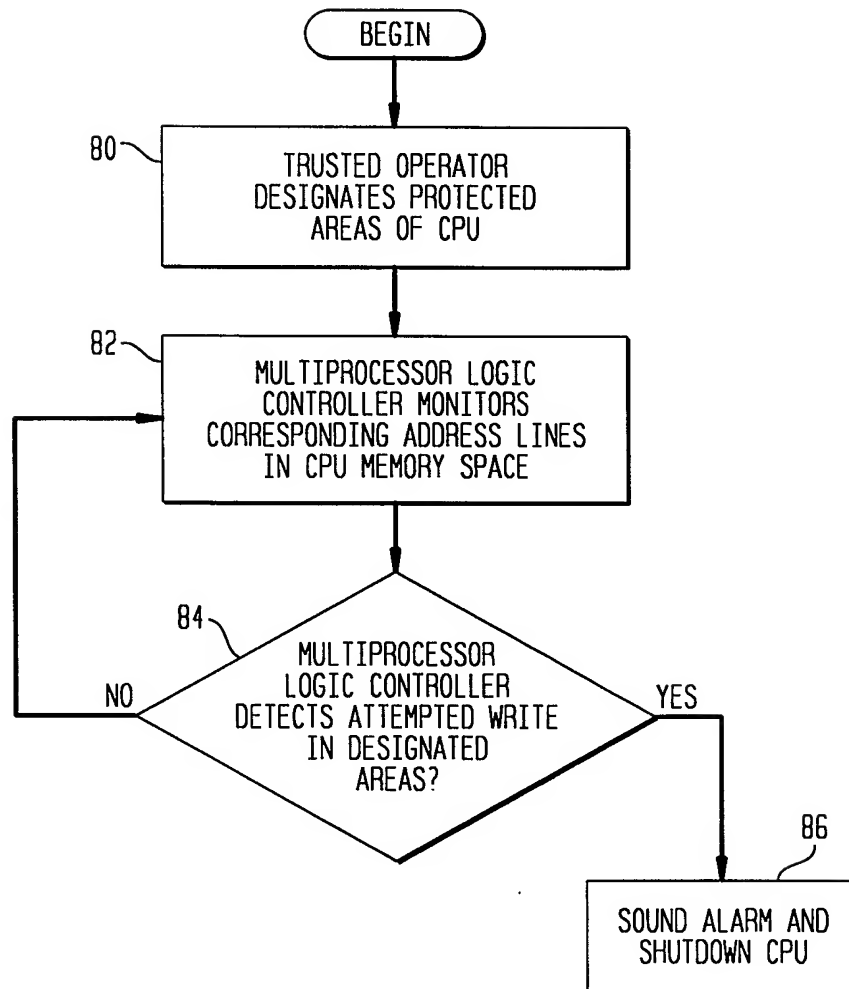 BEGIN
80
TRUSTED OPERATOR
DESIGNATES PROTECTED
AREAS OF CPU
82
MULTIPROCESSOR LOGIC
CONTROLLER MONITORS
CORRESPONDING ADDRESS LINES
IN CPU MEMORY SPACE
84
MULTIPROCESSOR
LOGIC CONTROLLER
DETECTS ATTEMPTED WRITE
IN DESIGNATED
AREAS?
NO
YES
86
SOUND ALARM AND
SHUTDOWN CPU